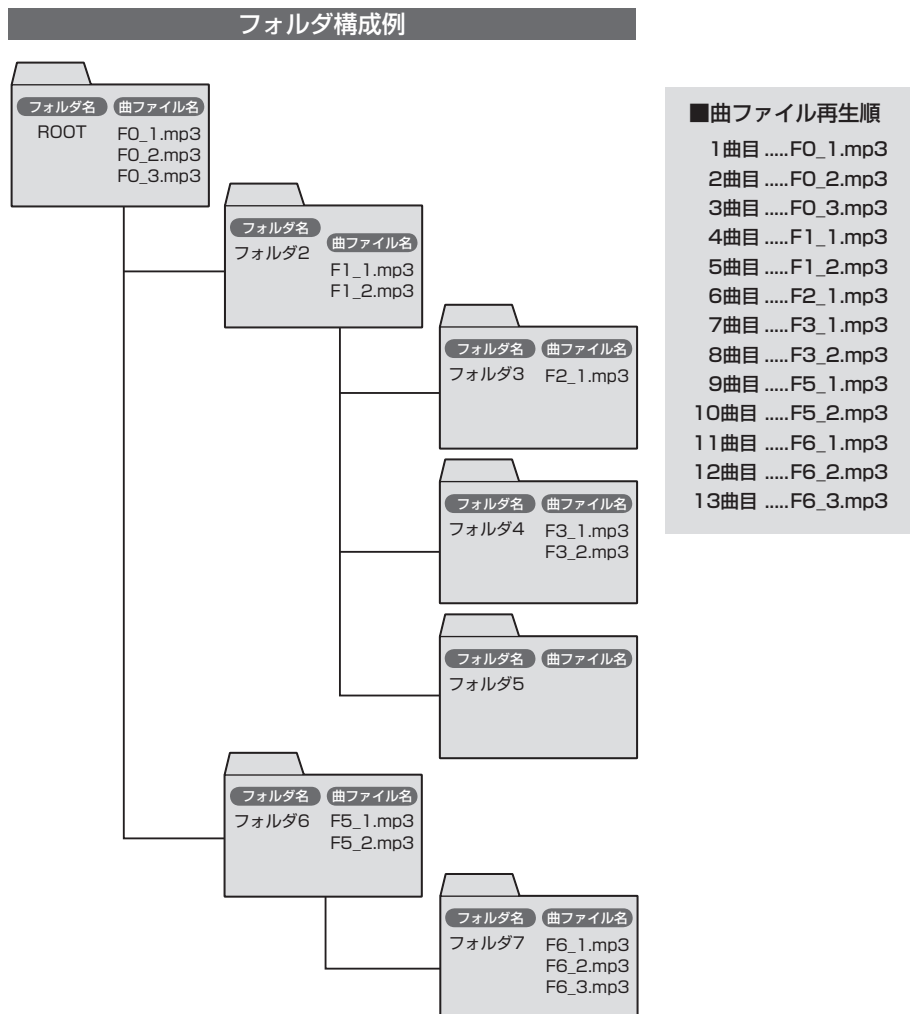 フォルダ構成例
フォルダ名 曲ファイル名
ROOT F0_1.mp3
F0_2.mp3
F0_3.mp3
フォルダ名
曲ファイル名
フォルダ2
F1_1.mp3
F1_2.mp3
フォルダ名 曲ファイル名
フォルダ3 F2_1.mp3
フォルダ名 曲ファイル名
フォルダ4 F3_1.mp3
F3_2.mp3
フォルダ名 曲ファイル名
フォルダ5
フォルダ名 曲ファイル名
フォルダ6 F5_1.mp3
F5_2.mp3
フォルダ名 曲ファイル名
フォルダ7 F6_1.mp3
F6_2.mp3
F6_3.mp3
■曲ファイル再生順
1曲目 .....F0_1.mp3
2曲目 .....F0_2.mp3
3曲目 .....F0_3.mp3
4曲目 .....F1_1.mp3
5曲目 .....F1_2.mp3
6曲目 .....F2_1.mp3
7曲目 .....F3_1.mp3
8曲目 .....F3_2.mp3
9曲目 .....F5_1.mp3
10曲目 .....F5_2.mp3
11曲目 .....F6_1.mp3
12曲目 .....F6_2.mp3
13曲目 .....F6_3.mp3